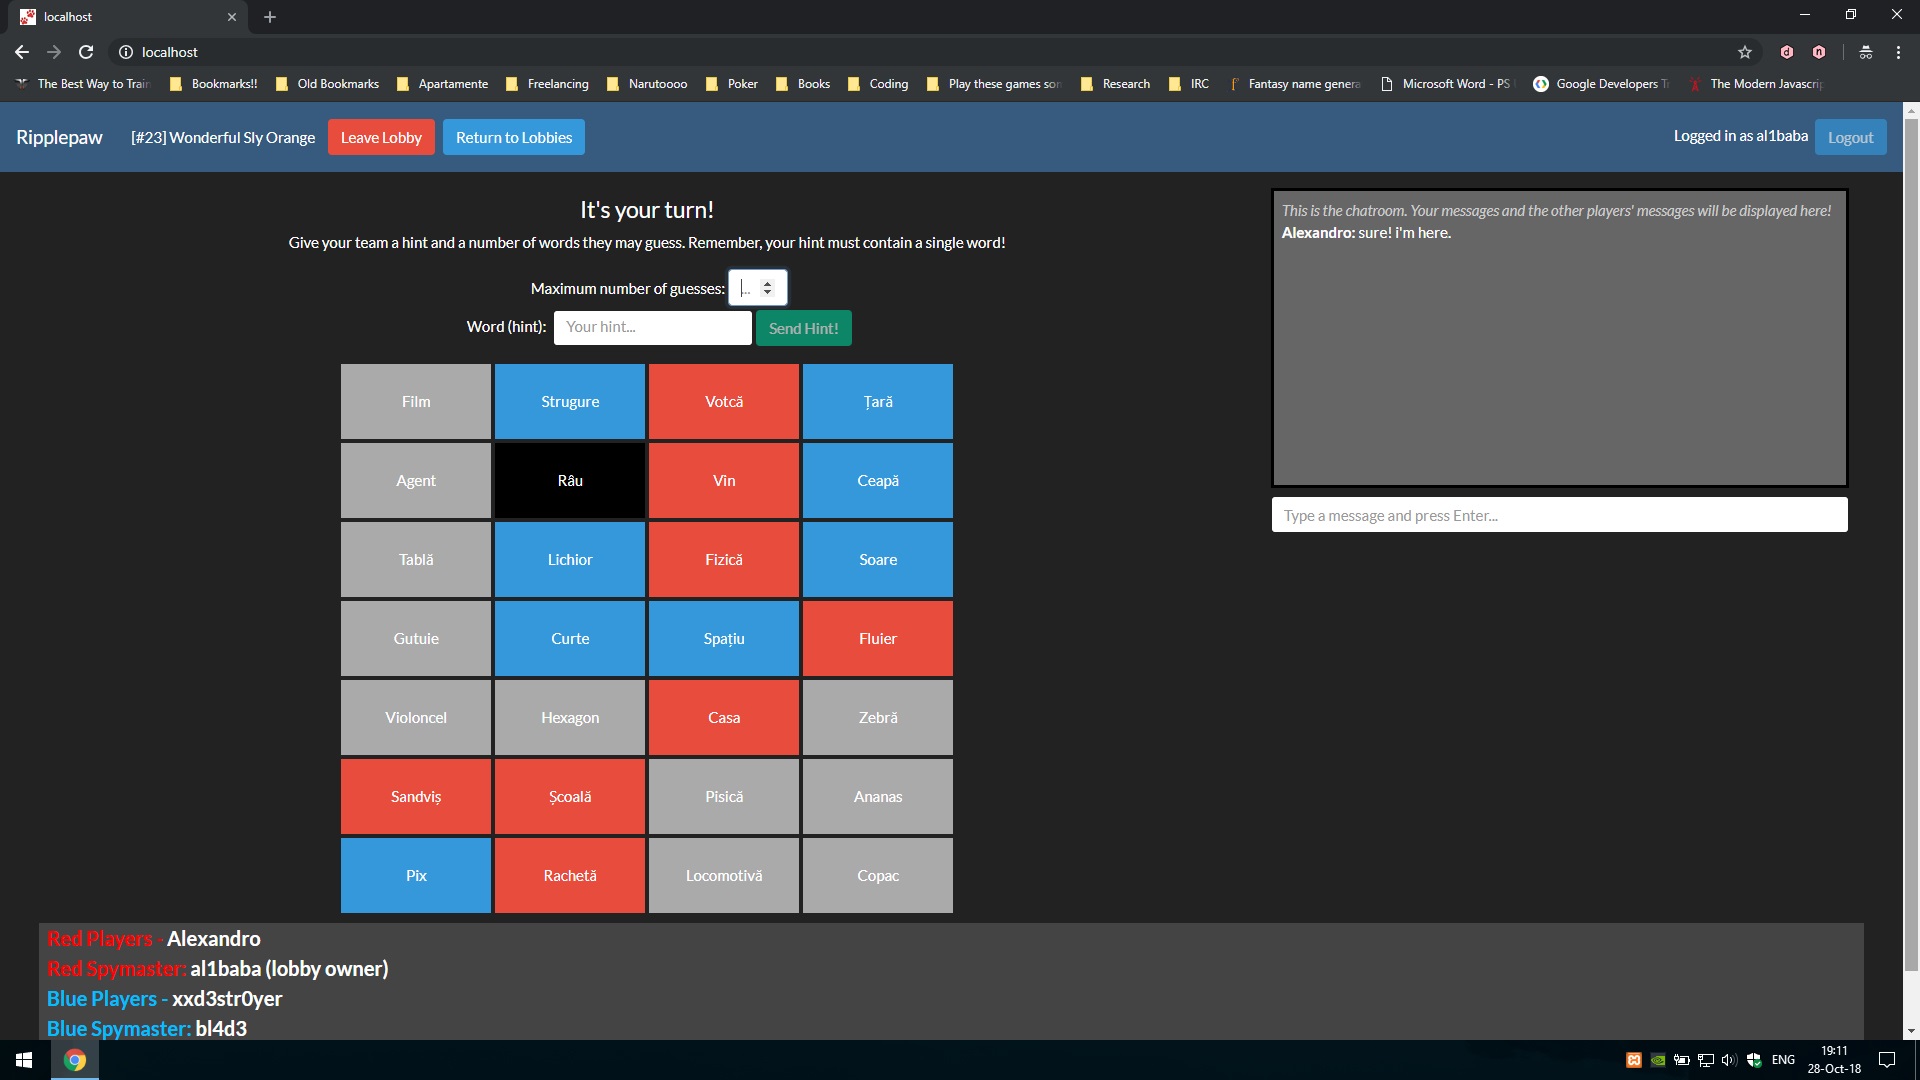 localhost
localhost
The Best Way to Train Bookmarks!! Old Bookmarks Apartamente Freelancing Narutoooo Poker Books Coding Play these games son Research IRC Fantasy name genera Microsoft Word - PS Google Developers Tr The Modern Javascrip
Ripplepaw [#23] Wonderful Sly Orange Leave Lobby Return to Lobbies Logged in as al1baba Logout
It's your turn!
Give your team a hint and a number of words they may guess. Remember, your hint must contain a single word!
Maximum number of guesses: ...
Word (hint): Your hint... Send Hint!
Film Strugure Votcă Țară
Agent Râu Vin Ceapă
Tablă Lichior Fizică Soare
Gutuie Curte Spațiu Fluier
Violoncel Hexagon Casa Zebră
Sandviș Școală Pisică Ananas
Pix Rachetă Locomotivă Copac
This is the chatroom. Your messages and the other players' messages will be displayed here!
Alexandro: sure! i'm here.
Type a message and press Enter...
Red Players - Alexandro
Red Spymaster: al1baba (lobby owner)
Blue Players - xxd3str0yer
Blue Spymaster: bl4d3
ENG 19:11
28-Oct-18